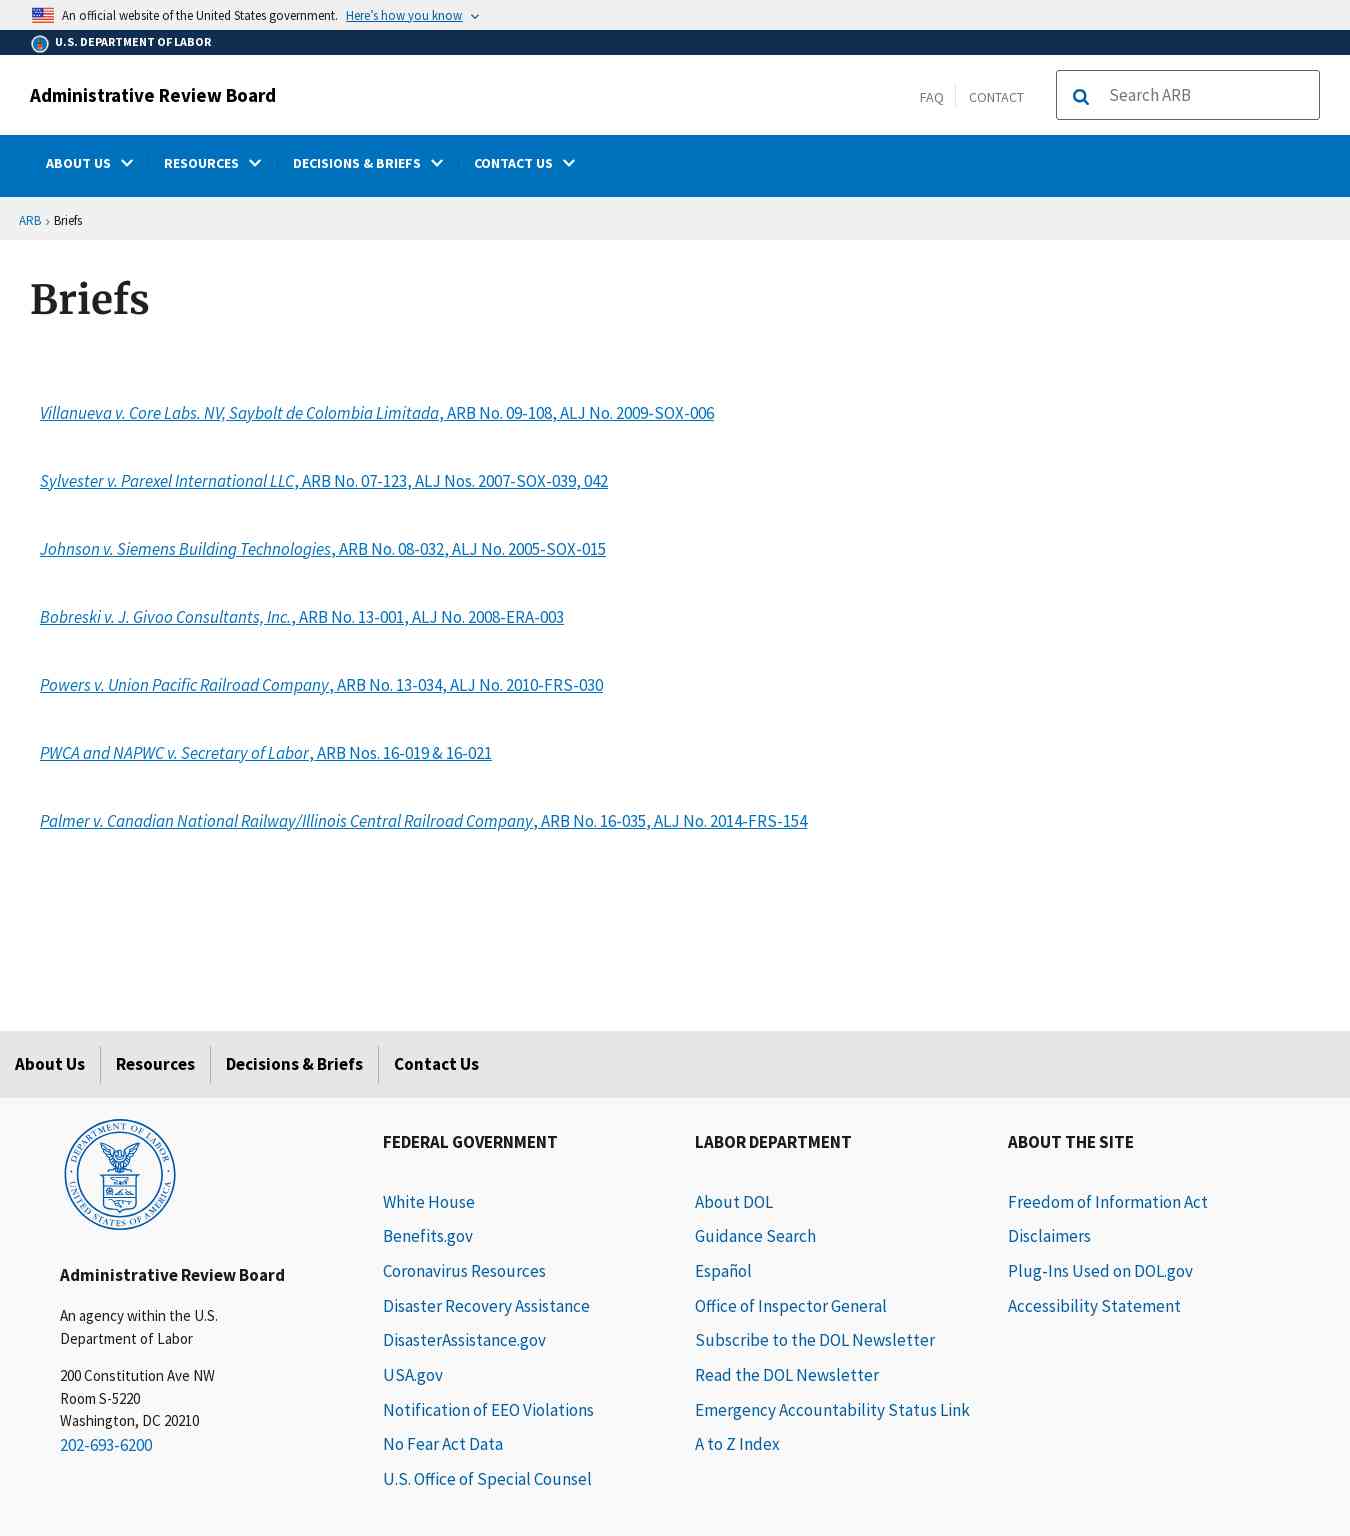 An official website of the United States government. Here's how you know
U.S. DEPARTMENT OF LABOR
Administrative Review Board
FAQ
CONTACT
Search ARB
ABOUT US
RESOURCES
DECISIONS & BRIEFS
CONTACT US
ARB › Briefs
Briefs
Villanueva v. Core Labs. NV, Saybolt de Colombia Limitada, ARB No. 09-108, ALJ No. 2009-SOX-006
Sylvester v. Parexel International LLC, ARB No. 07-123, ALJ Nos. 2007-SOX-039, 042
Johnson v. Siemens Building Technologies, ARB No. 08-032, ALJ No. 2005-SOX-015
Bobreski v. J. Givoo Consultants, Inc., ARB No. 13-001, ALJ No. 2008-ERA-003
Powers v. Union Pacific Railroad Company, ARB No. 13-034, ALJ No. 2010-FRS-030
PWCA and NAPWC v. Secretary of Labor, ARB Nos. 16-019 & 16-021
Palmer v. Canadian National Railway/Illinois Central Railroad Company, ARB No. 16-035, ALJ No. 2014-FRS-154
About Us
Resources
Decisions & Briefs
Contact Us
DEPARTMENT OF LABOR
UNITED STATES OF AMERICA
Administrative Review Board
An agency within the U.S.
Department of Labor
200 Constitution Ave NW
Room S-5220
Washington, DC 20210
202-693-6200
FEDERAL GOVERNMENT
White House
Benefits.gov
Coronavirus Resources
Disaster Recovery Assistance
DisasterAssistance.gov
USA.gov
Notification of EEO Violations
No Fear Act Data
U.S. Office of Special Counsel
LABOR DEPARTMENT
About DOL
Guidance Search
Español
Office of Inspector General
Subscribe to the DOL Newsletter
Read the DOL Newsletter
Emergency Accountability Status Link
A to Z Index
ABOUT THE SITE
Freedom of Information Act
Disclaimers
Plug-Ins Used on DOL.gov
Accessibility Statement